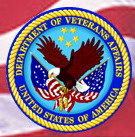 DEPARTMENT OF VETERANS AFFAIRS
UNITED STATES OF AMERICA